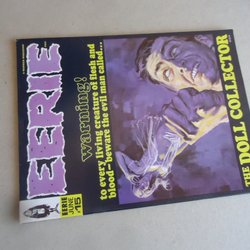 EERIE
warning!
to every living creature of flesh and
blood—beware the evil man called...
THE DOLL COLLECTOR
EERIE
JUNE #15